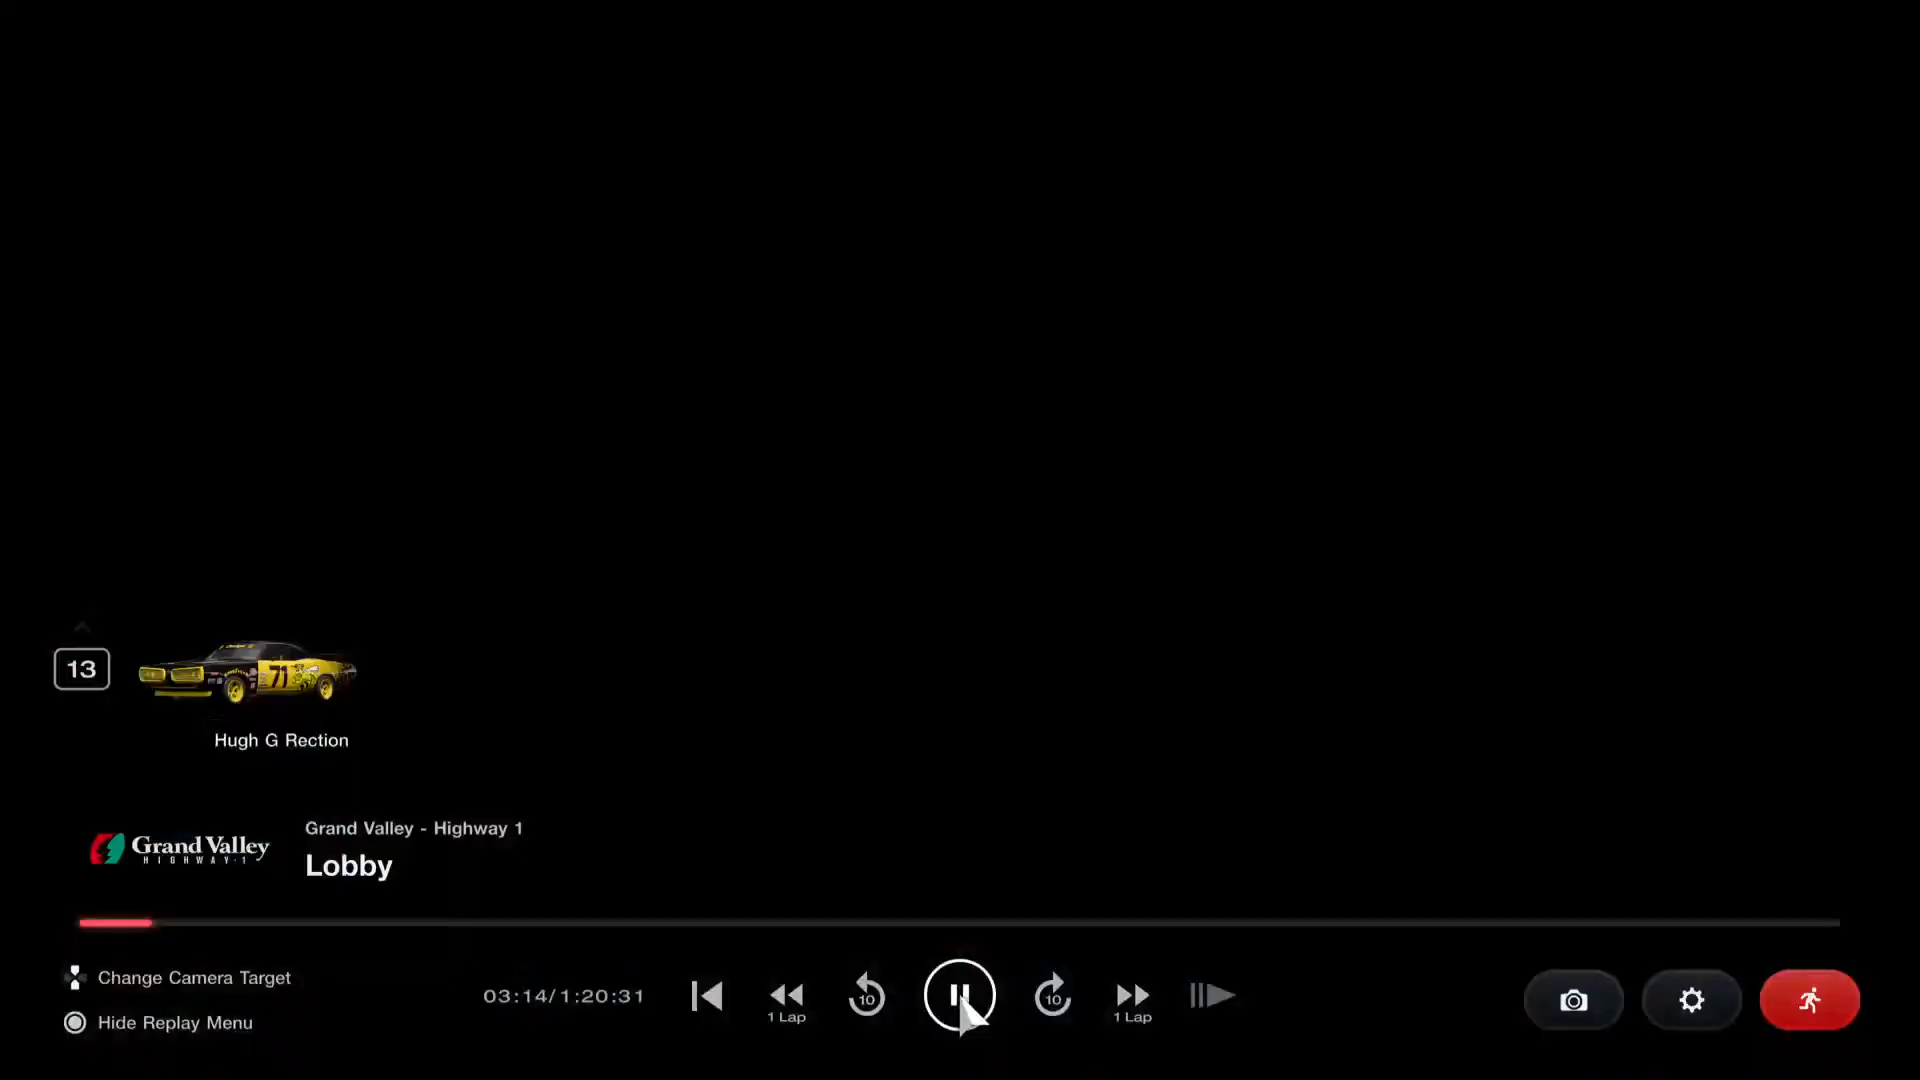 13
71
Hugh G Rection
Grand Valley
HIGHWAY·1
Grand Valley - Highway 1
Lobby
Change Camera Target
Hide Replay Menu
03:14/1:20:31
1 Lap
10
10
1 Lap